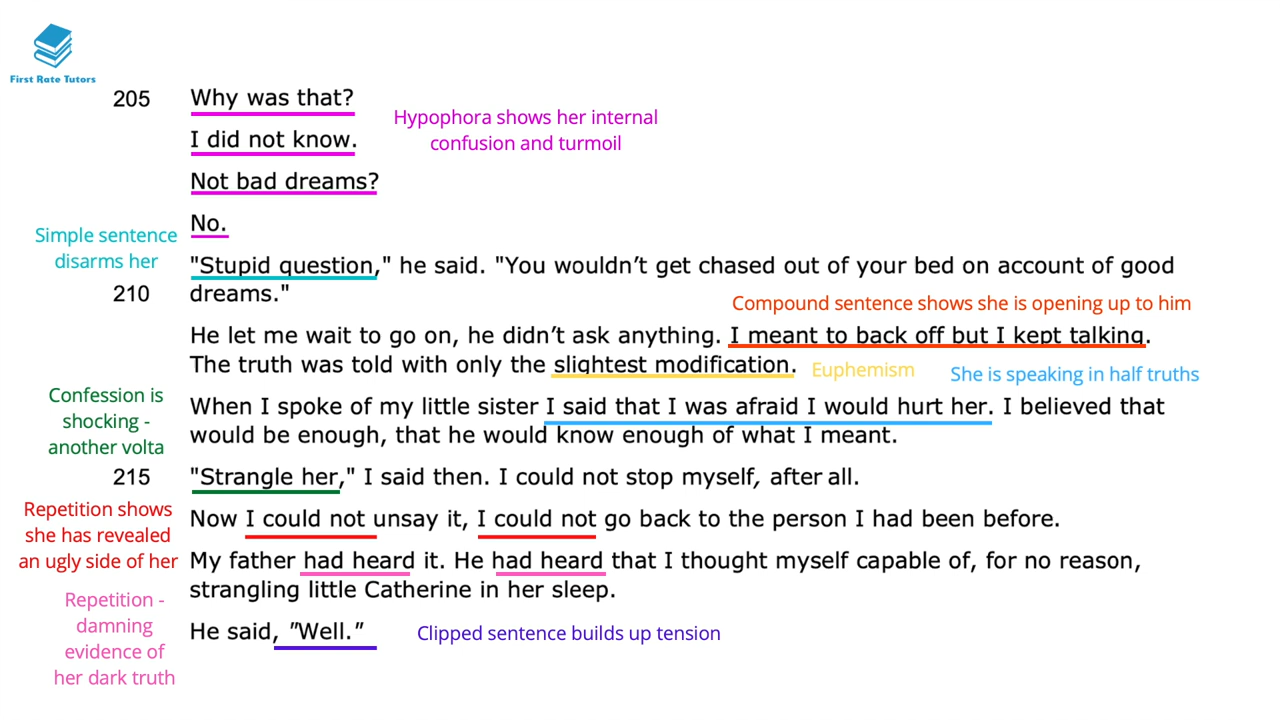 First Rate Tutors
205
Why was that?
Hypophora shows her internal
confusion and turmoil
I did not know.
Not bad dreams?
No.
Simple sentence
disarms her
"Stupid question," he said. "You wouldn’t get chased out of your bed on account of good
210
dreams."
Compound sentence shows she is opening up to him
He let me wait to go on, he didn’t ask anything. I meant to back off but I kept talking.
The truth was told with only the slightest modification.
Euphemism
She is speaking in half truths
Confession is
shocking -
another volta
When I spoke of my little sister I said that I was afraid I would hurt her. I believed that
would be enough, that he would know enough of what I meant.
215
"Strangle her," I said then. I could not stop myself, after all.
Repetition shows
she has revealed
an ugly side of her
Now I could not unsay it, I could not go back to the person I had been before.
My father had heard it. He had heard that I thought myself capable of, for no reason,
strangling little Catherine in her sleep.
Repetition -
damning
evidence of
her dark truth
He said, ”Well.”
Clipped sentence builds up tension